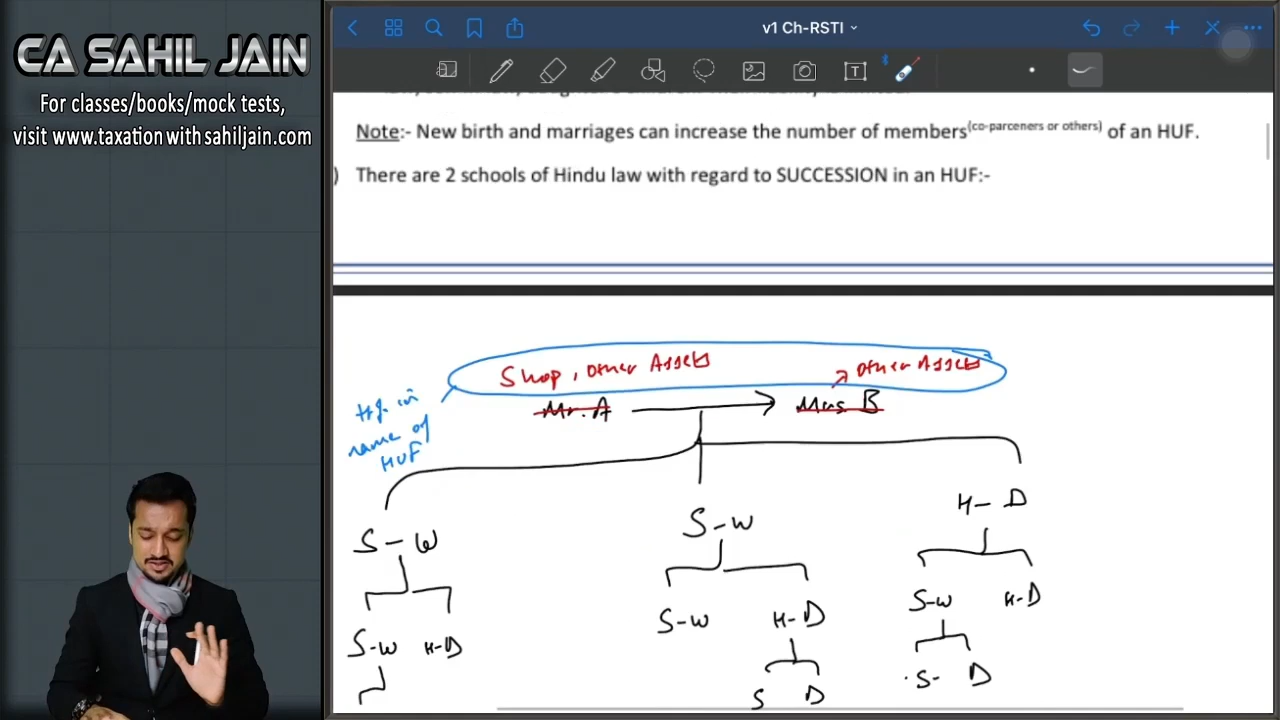 CA SAHIL JAIN
For classes/books/mock tests,
visit www.taxation with sahiljain.com
v1 Ch-RSTI
Note:- New birth and marriages can increase the number of members(co-parceners or others) of an HUF.
) There are 2 schools of Hindu law with regard to SUCCESSION in an HUF:-
Shop, Other Assets
Other Assets
Mr. A
Mrs. B
name of
HUF
S-W
S-W
H-D
S-W H-D
S-W H-D
S-W H-D
S D
S- D